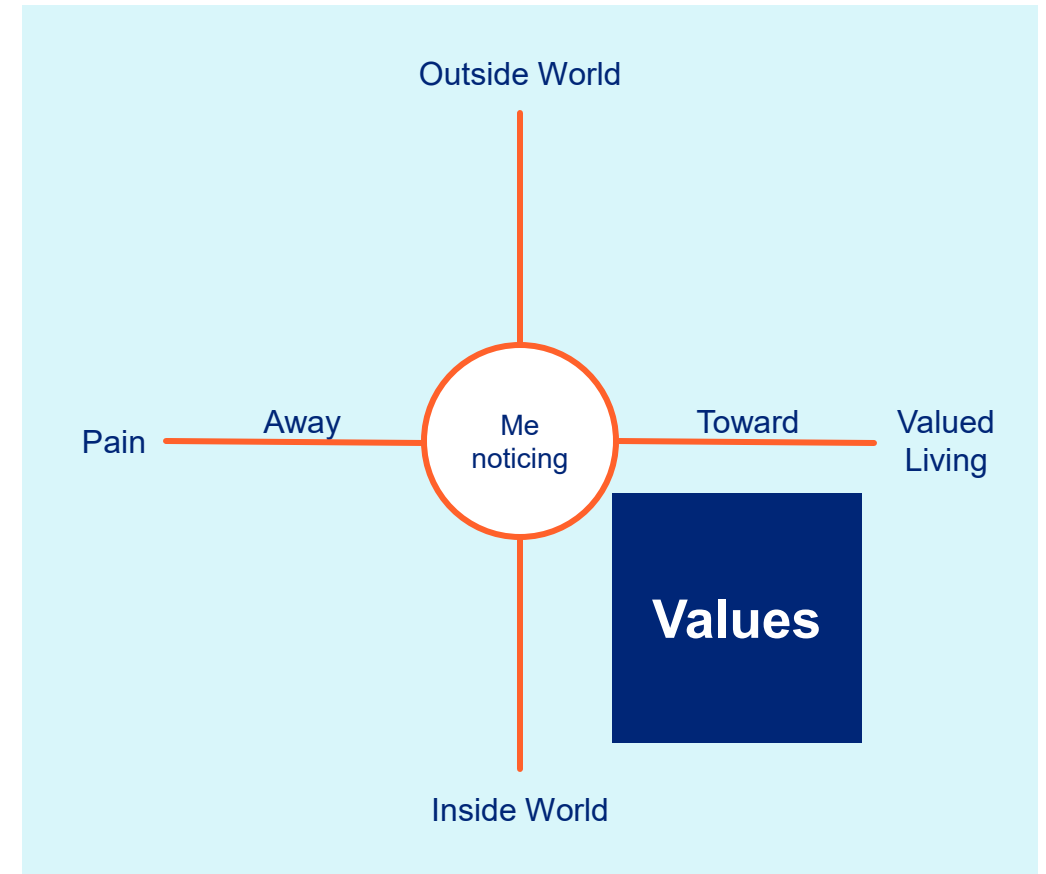 Outside World
Away
Me
noticing
Toward
Valued
Living
Pain
Values
Inside World